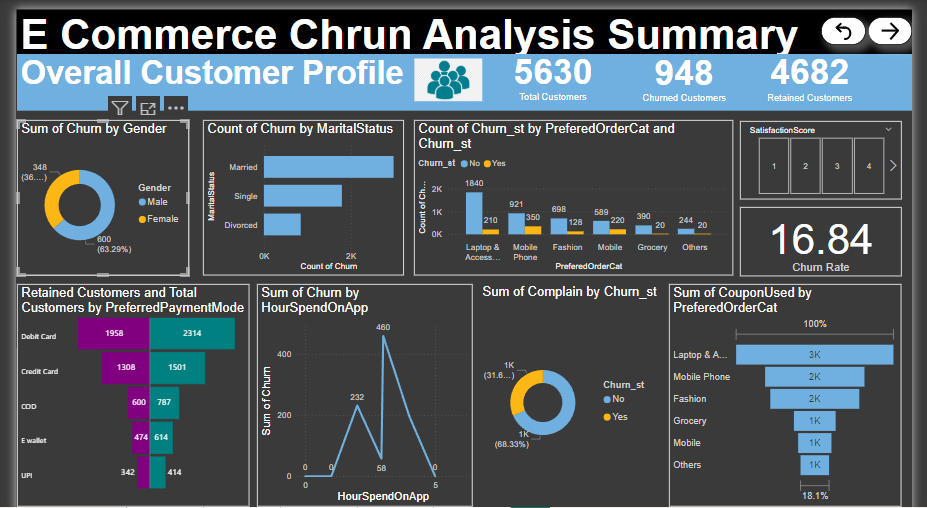 E Commerce Chrun Analysis Summary
Overall Customer Profile
5630
Total Customers
948
Churned Customers
4682
Retained Customers
Sum of Churn by Gender
348
(36....)
Gender
Male
Female
600
(63.29%)
Count of Churn by MaritalStatus
MaritalStatus
Married
Single
Divorced
0K
2K
Count of Churn
Count of Churn_st by PreferedOrderCat and
Churn_st
Churn_st No Yes
Count of Ch...
2K
1K
0K
1840
210
921
350
698
128
589
220
390
20
244
20
Laptop &
Access...
Mobile
Phone
Fashion
Mobile
Grocery
Others
PreferedOrderCat
SatisfactionScore
1
2
3
4
16.84
Churn Rate
Retained Customers and Total
Customers by PreferredPaymentMode
Debit Card 1958 2314
Credit Card 1308 1501
COD 600 787
E wallet 474 614
UPI 342 414
Sum of Churn by
HourSpendOnApp
Sum of Churn
400
200
0
0
0
232
58
460
0
0
5
HourSpendOnApp
Sum of Complain by Churn_st
1K
(31.6...)
Churn_st
No
Yes
1K
(68.33%)
Sum of CouponUsed by
PreferedOrderCat
100%
Laptop & A... 3K
Mobile Phone 2K
Fashion 2K
Grocery 1K
Mobile 1K
Others 1K
18.1%